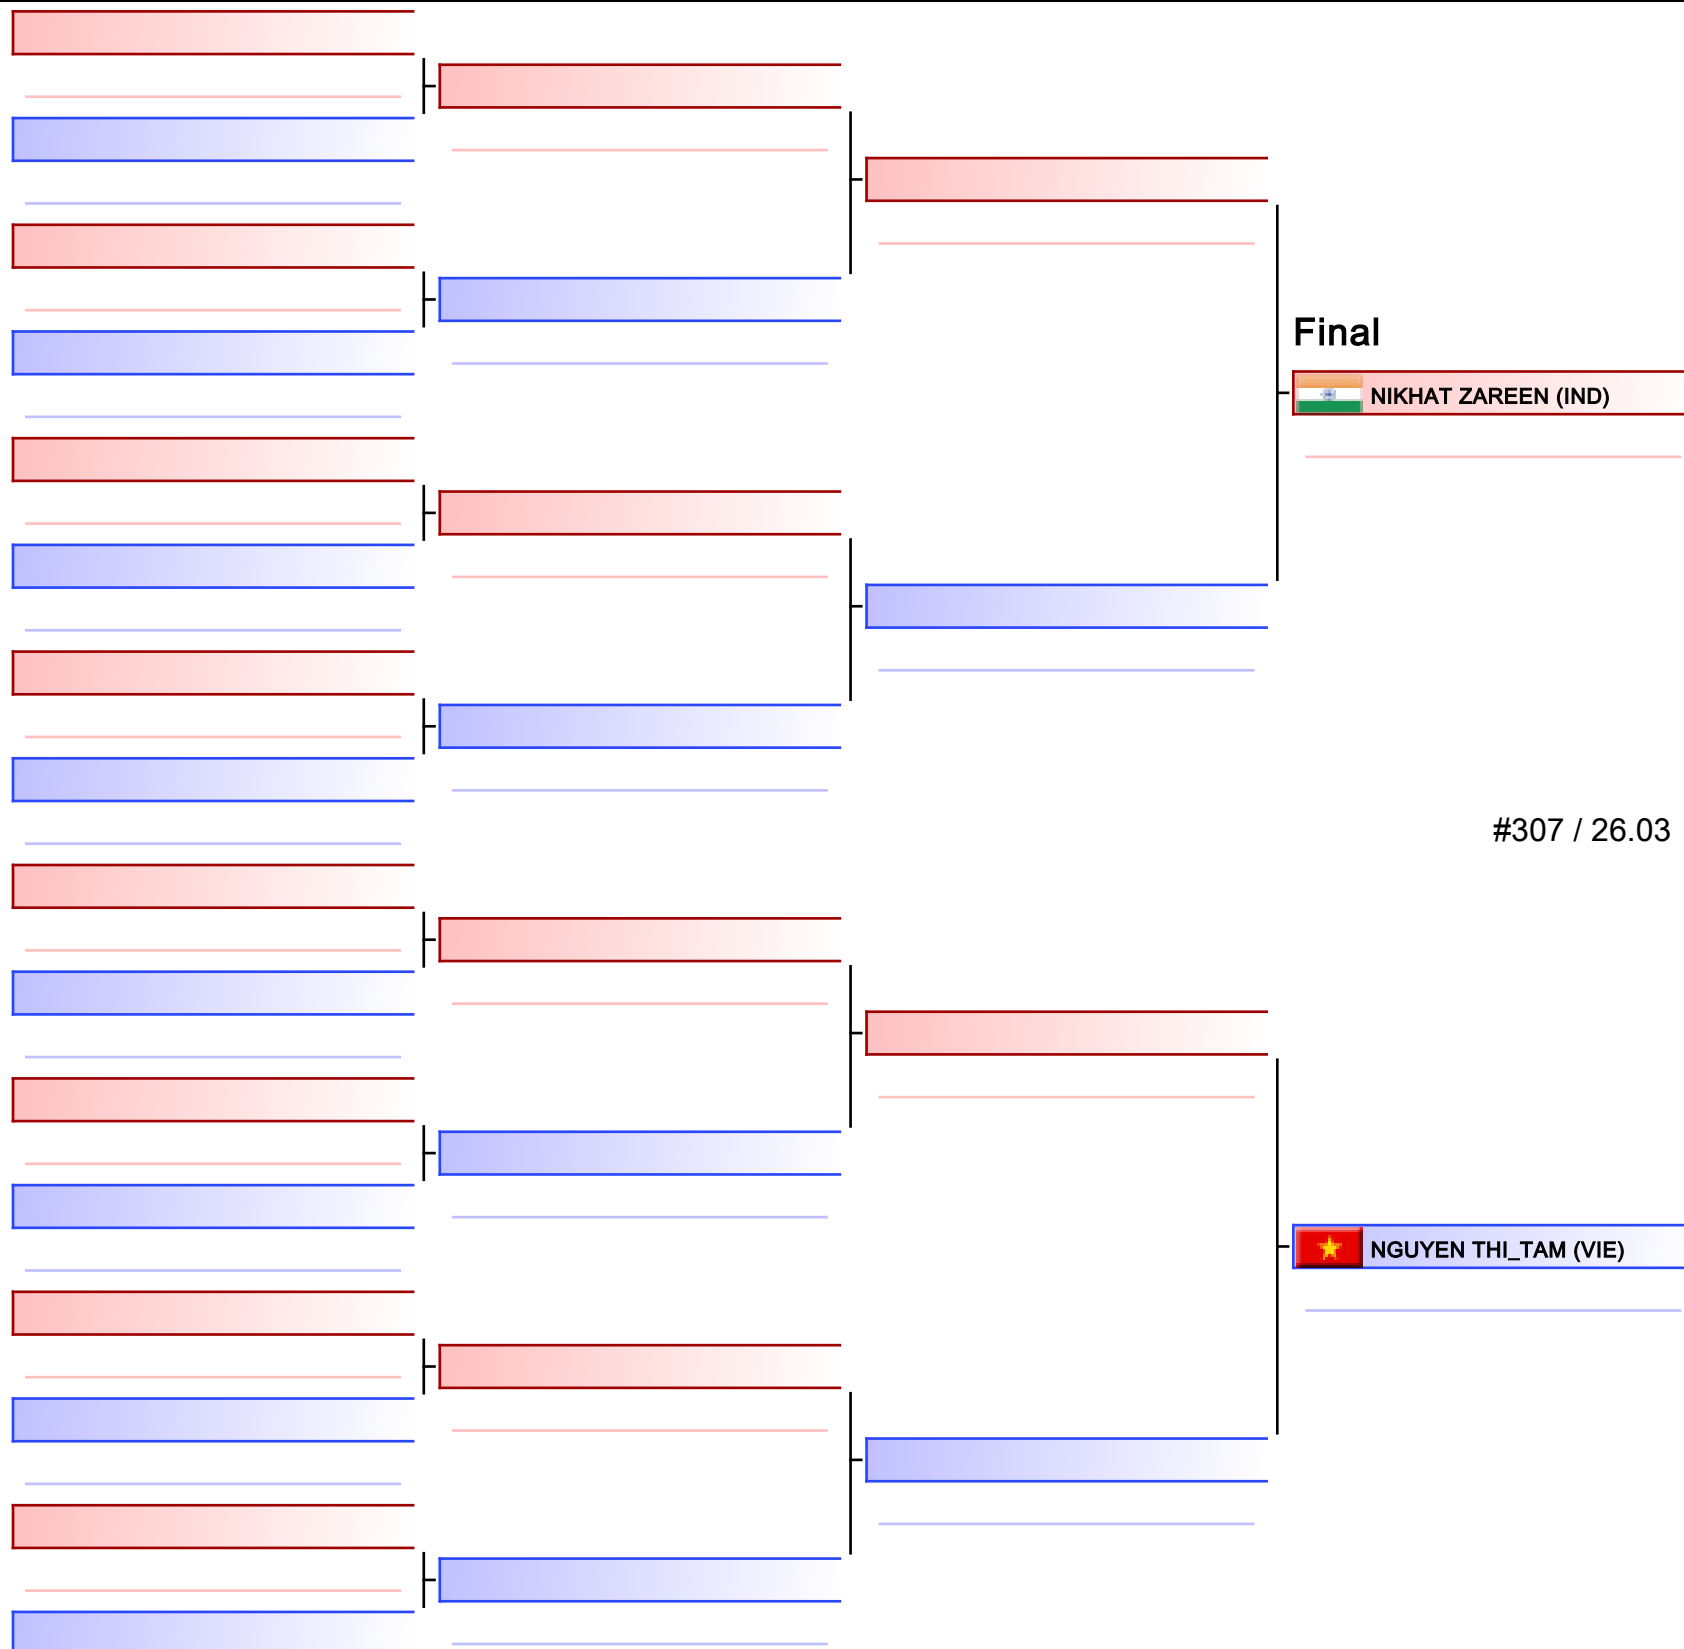 Final
NIKHAT ZAREEN (IND)
#307 / 26.03
NGUYEN THI_TAM (VIE)